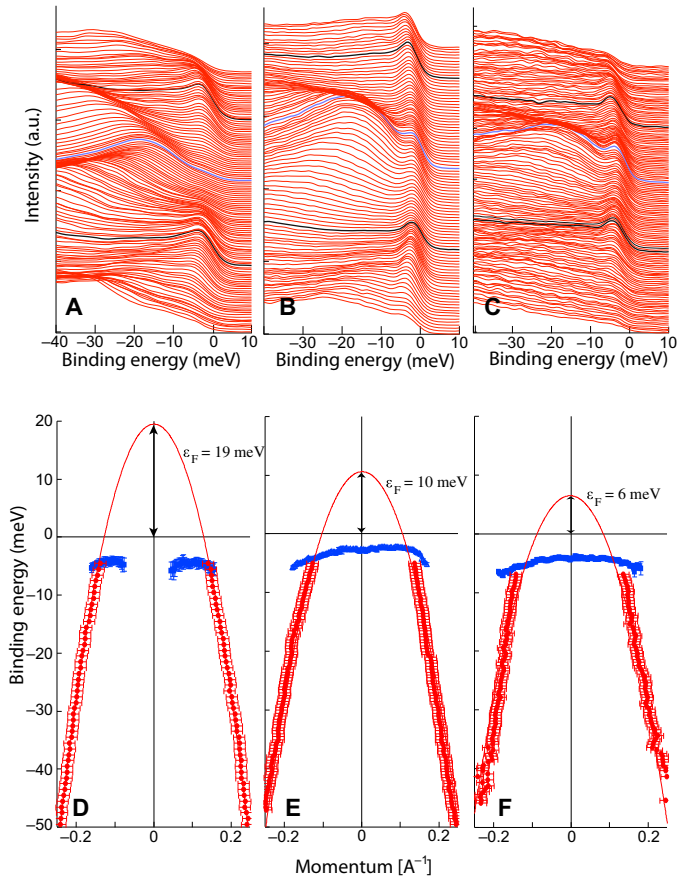 Intensity (a.u.)
A
B
C
−40 −30 −20 −10 0 10
−40 −30 −20 −10 0 10
−40 −30 −20 −10 0 10
Binding energy (meV)
Binding energy (meV)
Binding energy (meV)
20
10
0
−10
−20
−30
−40
−50
Binding energy (meV)
εF = 19 meV
εF = 10 meV
εF = 6 meV
D
E
F
−0.2 0 0.2
−0.2 0 0.2
−0.2 0 0.2
Momentum [A⁻¹]